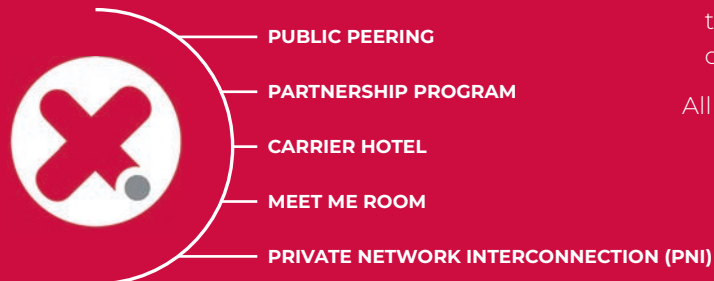 PUBLIC PEERING
PARTNERSHIP PROGRAM
All
CARRIER HOTEL
MEET ME ROOM
PRIVATE NETWORK INTERCONNECTION (PNI)